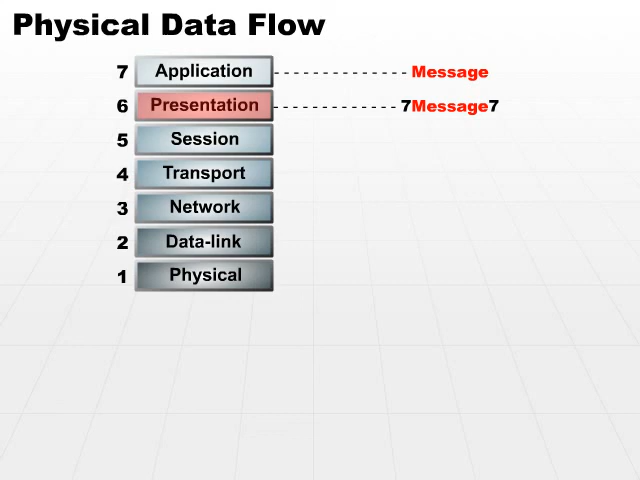 Physical Data Flow
7 Application - - - - - - - - - - - - - - Message
6 Presentation - - - - - - - - - - - - - 7Message7
5 Session
4 Transport
3 Network
2 Data-link
1 Physical